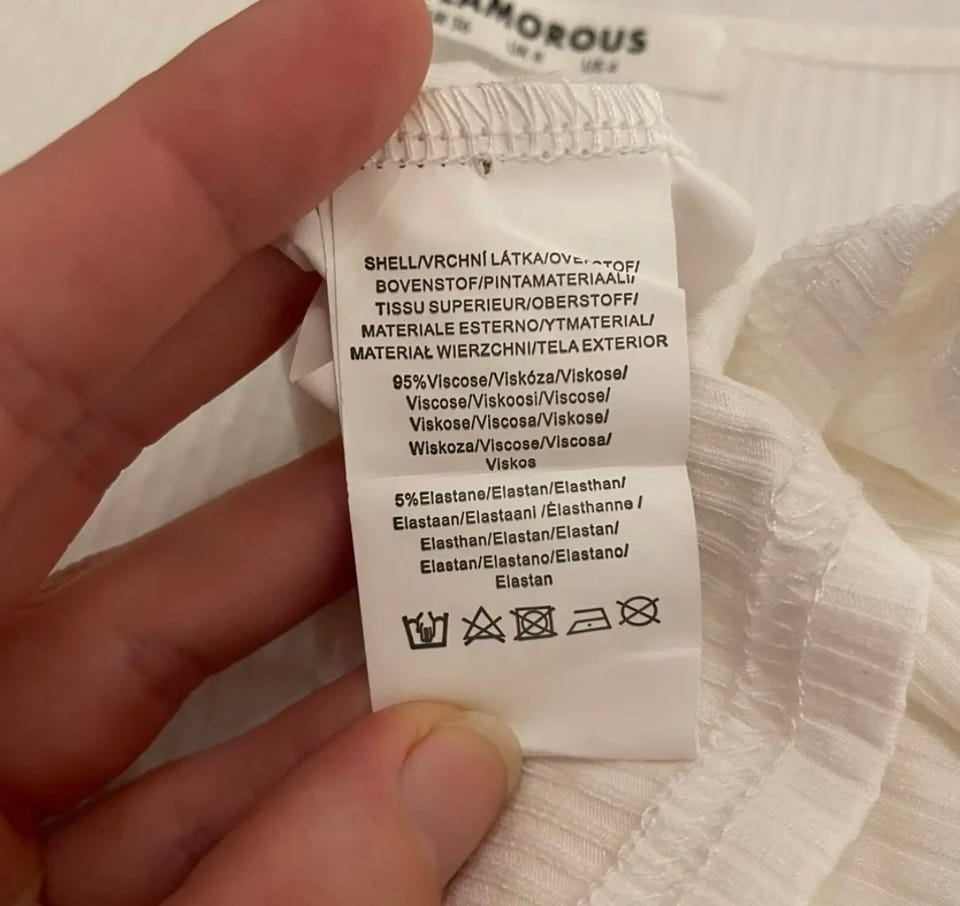 AMOROUS
SHELL/VRCHNÍ LÁTKA/
BOVENSTOF/PINTAMATERIAALI/
TISSU SUPERIEUR/OBERSTOFF/
MATERIALE ESTERNO/YTMATERIAL/
MATERIAŁ WIERZCHNI/TELA EXTERIOR
95%Viscose/Viskóza/Viskose/
Viscose/Viskoosi/Viscose/
Viskose/Viscosa/Viskose/
Wiskoza/Viscose/Viscosa/
Viskos
5%Elastane/Elastan/Elasthan/
Elastaan/Elastaani /Élasthanne /
Elasthan/Elastan/Elastan/
Elastan/Elastano/Elastano/
Elastan